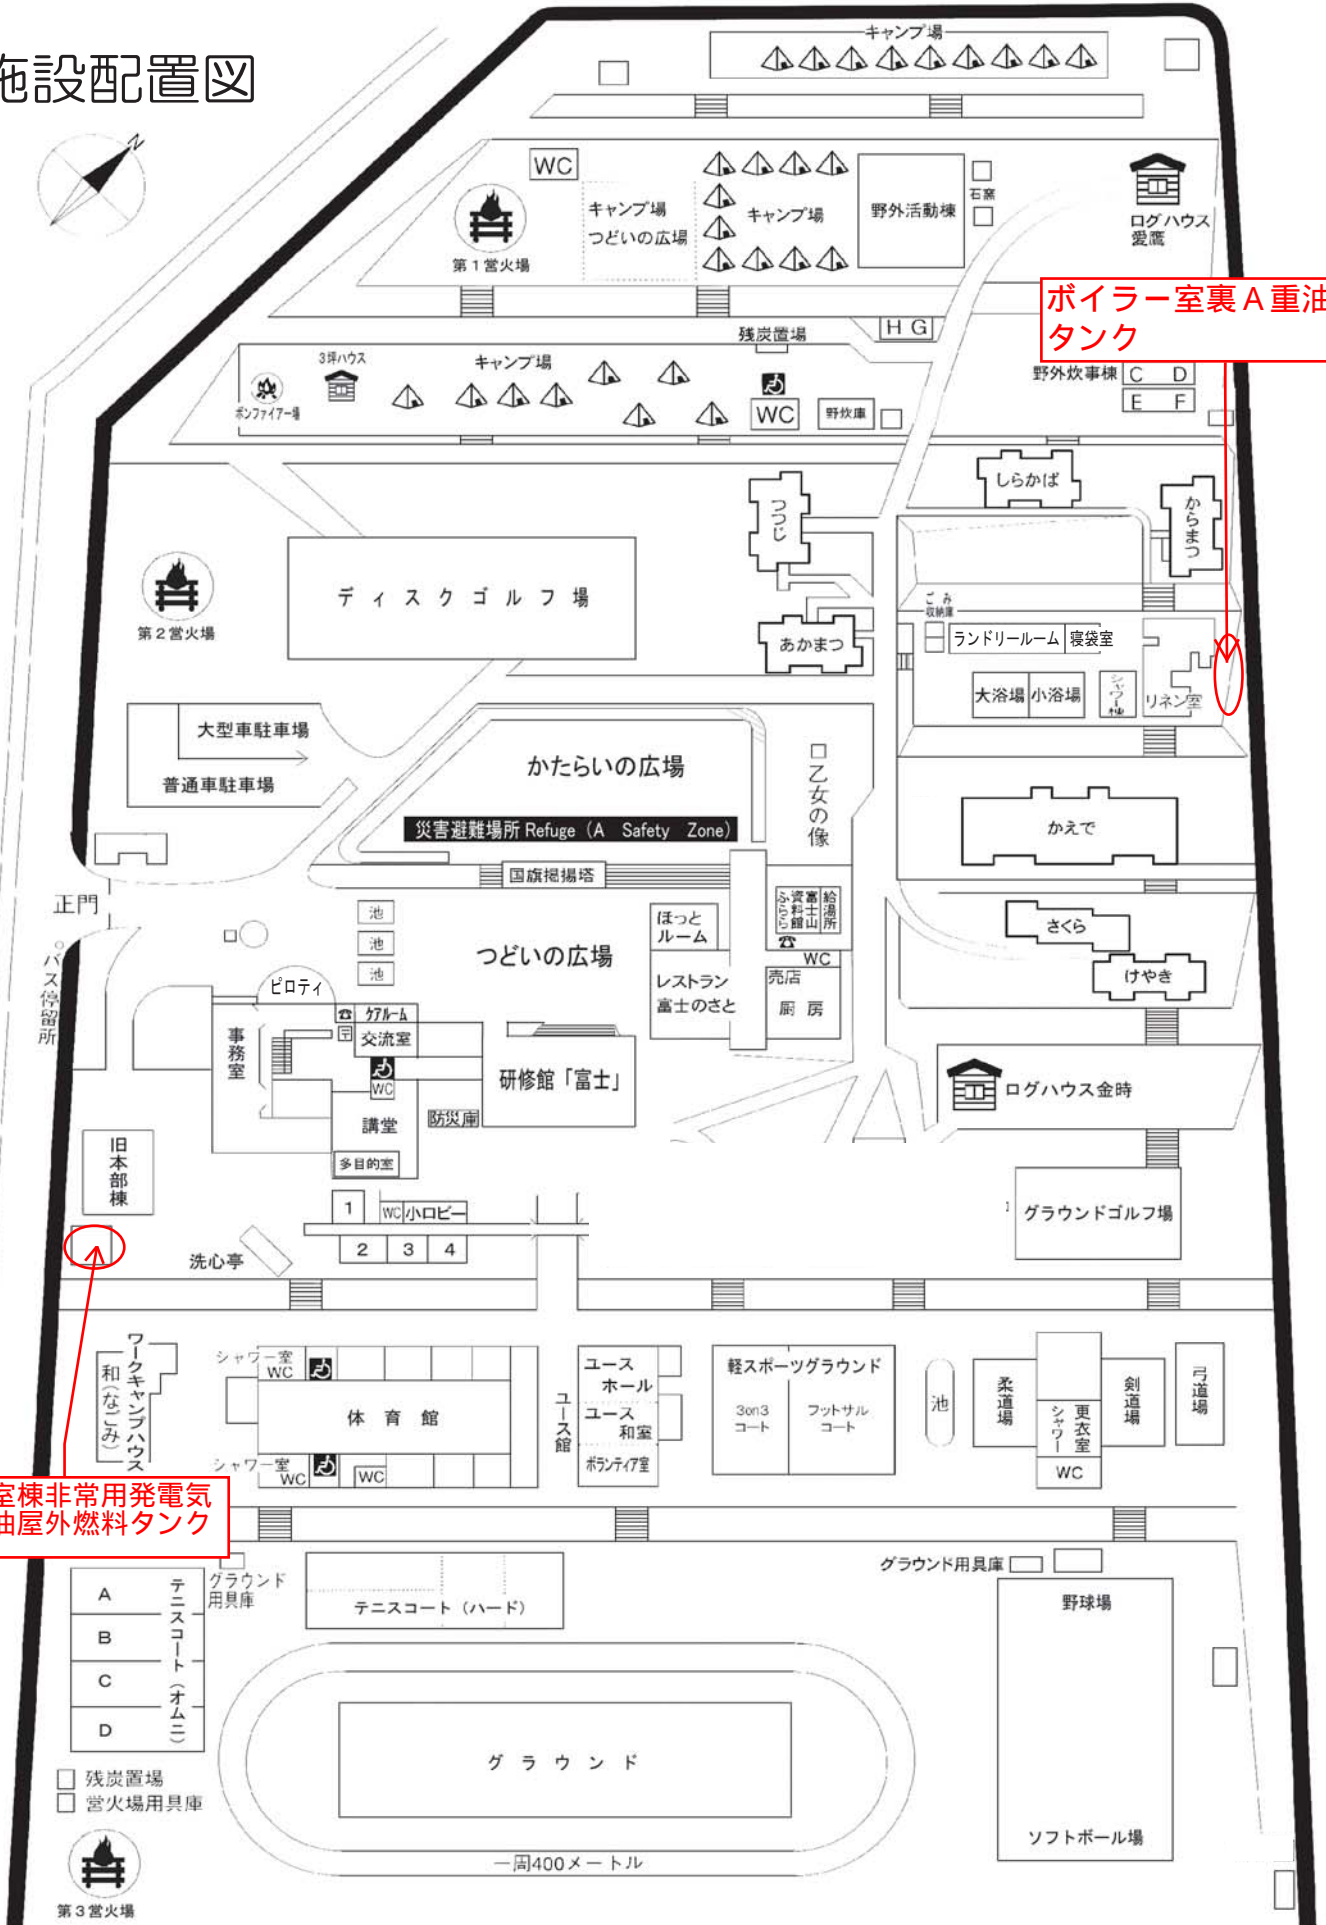 施設配置図
N
キャンプ場
WC
第1営火場
キャンプ場
つどいの広場
キャンプ場
野外活動棟
石窯
ログハウス
愛鷹
ボイラー室裏A重油
タンク
残炭置場
H G
3坪ハウス
キャンプ場
ボンファイアー場
WC
野炊庫
野外炊事棟
C D
E F
しらかば
つつじ
からまつ
第2営火場
ディスクゴルフ場
あかまつ
ごみ
収納庫
ランドリールーム
寝袋室
大浴場
小浴場
シャワー棟
リネン室
大型車駐車場
普通車駐車場
かたらいの広場
乙女の像
災害避難場所 Refuge (A Safety Zone)
国旗掲揚塔
かえで
正門
バス停留所
池
池
池
つどいの広場
ほっと
ルーム
レストラン
富士のさと
富士山
資料館
ふらっと
給湯所
WC
売店
厨房
さくら
けやき
ピロティ
事務室
ケアルーム
交流室
WC
講堂
多目的室
防災庫
研修館「富士」
ログハウス金時
旧本部棟
1
WC
小ロビー
2
3
4
洗心亭
グラウンドゴルフ場
ワークキャンプハウス
和(なごみ)
シャワー室
WC
体育館
シャワー室
WC
WC
ユース館
ユース
ホール
ユース
和室
ボランティア室
軽スポーツグラウンド
3on3
コート
フットサル
コート
池
柔道場
更衣室
シャワー
WC
剣道場
弓道場
室棟非常用発電気
油屋外燃料タンク
グラウンド
用具庫
テニスコート(オムニ)
A
B
C
D
テニスコート(ハード)
グラウンド用具庫
野球場
ソフトボール場
グラウンド
一周400メートル
残炭置場
営火場用具庫
第3営火場